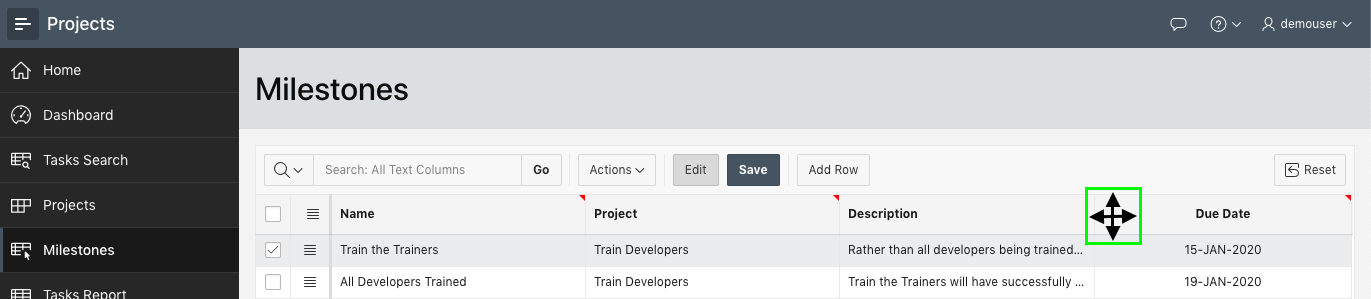 Projects
demouser
Home
Dashboard
Tasks Search
Projects
Milestones
Tasks Report
Milestones
Search: All Text Columns Go Actions Edit Save Add Row Reset
Name Project Description Due Date
Train the Trainers Train Developers Rather than all developers being trained... 15-JAN-2020
All Developers Trained Train Developers Train the Trainers will have successfully ... 19-JAN-2020